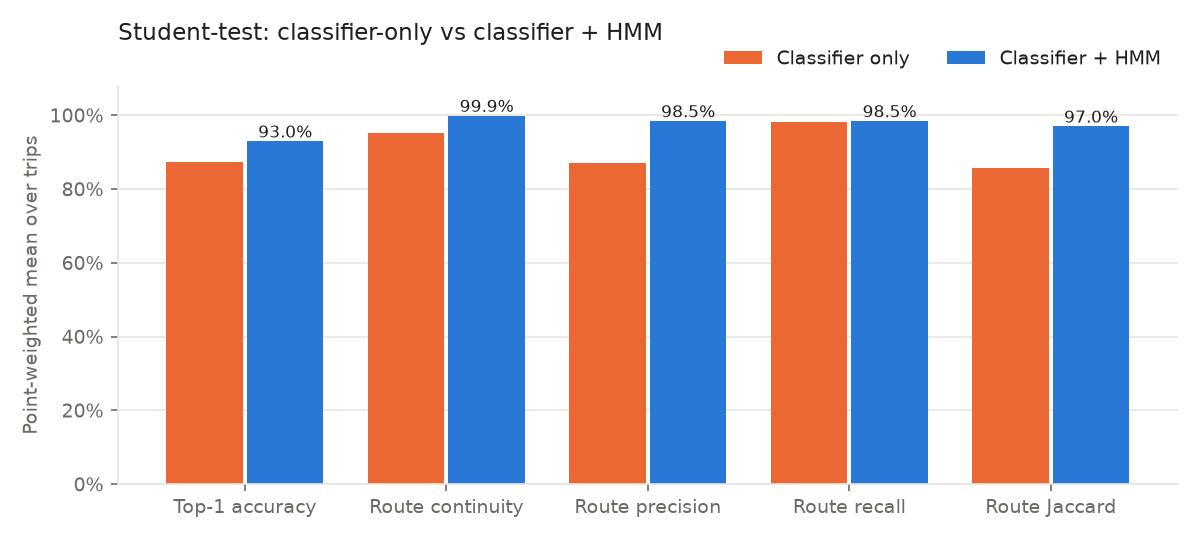 Student-test: classifier-only vs classifier + HMM
Classifier only
Classifier + HMM
Point-weighted mean over trips
100%
80%
60%
40%
20%
0%
93.0%
99.9%
98.5%
98.5%
97.0%
Top-1 accuracy
Route continuity
Route precision
Route recall
Route Jaccard